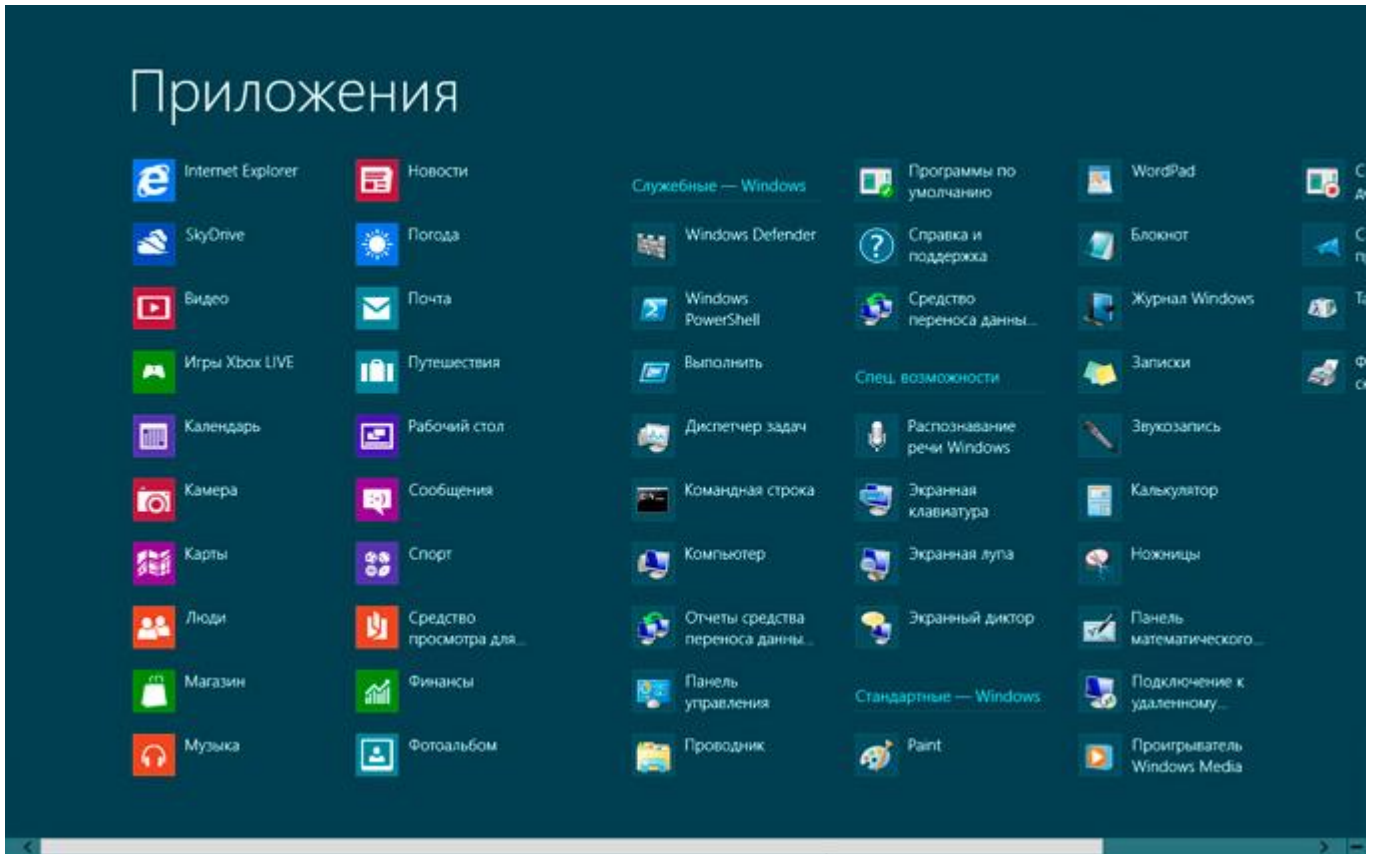 Приложения
Internet Explorer
SkyDrive
Видео
Игры Xbox LIVE
Календарь
Камера
Карты
Люди
Магазин
Музыка
Новости
Погода
Почта
Путешествия
Рабочий стол
Сообщения
Спорт
Средство
просмотра для...
Финансы
Фотоальбом
Служебные — Windows
Windows Defender
Windows
PowerShell
Выполнить
Диспетчер задач
Командная строка
Компьютер
Отчеты средства
переноса данны...
Панель
управления
Проводник
Программы по
умолчанию
Справка и
поддержка
Средство
переноса данны...
Спец. возможности
Распознавание
речи Windows
Экранная
клавиатура
Экранная лупа
Экранный диктор
Стандартные — Windows
Paint
WordPad
Блокнот
Журнал Windows
Записки
Звукозапись
Калькулятор
Ножницы
Панель
математического...
Подключение к
удаленному...
Проигрыватель
Windows Media